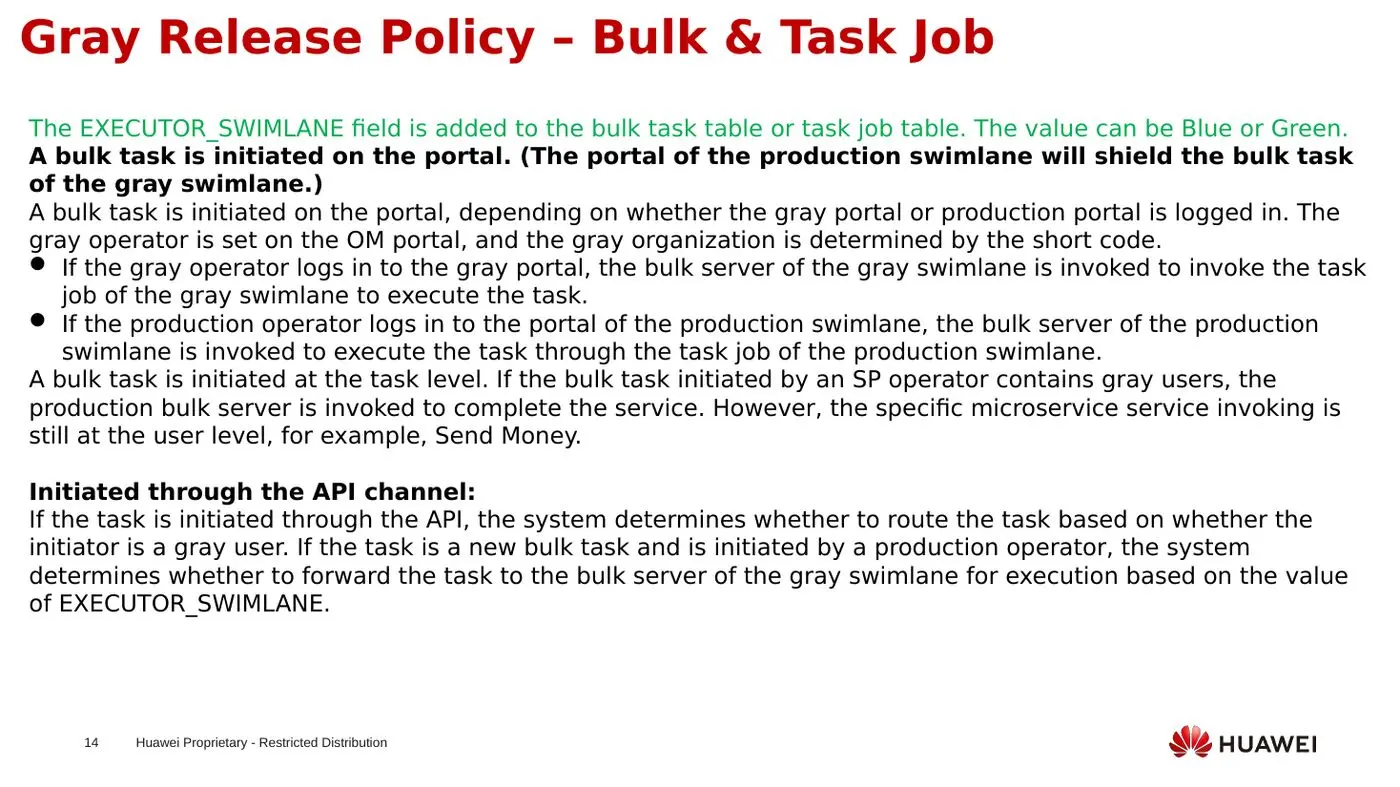 Gray Release Policy – Bulk & Task Job
The EXECUTOR_SWIMLANE field is added to the bulk task table or task job table. The value can be Blue or Green.
A bulk task is initiated on the portal. (The portal of the production swimlane will shield the bulk task
of the gray swimlane.)
A bulk task is initiated on the portal, depending on whether the gray portal or production portal is logged in. The
gray operator is set on the OM portal, and the gray organization is determined by the short code.
● If the gray operator logs in to the gray portal, the bulk server of the gray swimlane is invoked to invoke the task
job of the gray swimlane to execute the task.
● If the production operator logs in to the portal of the production swimlane, the bulk server of the production
swimlane is invoked to execute the task through the task job of the production swimlane.
A bulk task is initiated at the task level. If the bulk task initiated by an SP operator contains gray users, the
production bulk server is invoked to complete the service. However, the specific microservice service invoking is
still at the user level, for example, Send Money.
Initiated through the API channel:
If the task is initiated through the API, the system determines whether to route the task based on whether the
initiator is a gray user. If the task is a new bulk task and is initiated by a production operator, the system
determines whether to forward the task to the bulk server of the gray swimlane for execution based on the value
of EXECUTOR_SWIMLANE.
14 Huawei Proprietary - Restricted Distribution
HUAWEI